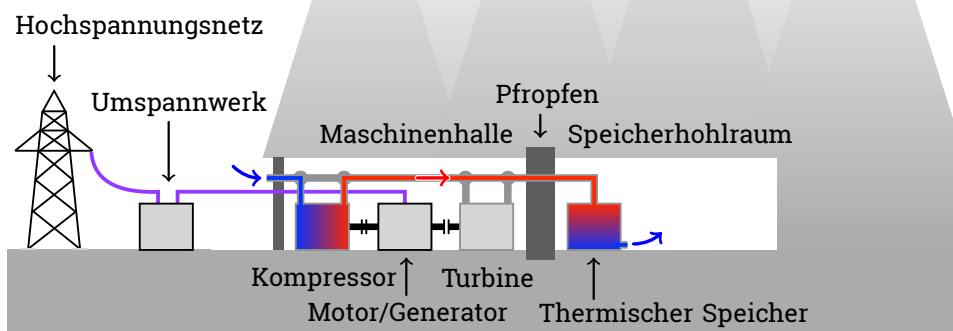 Hochspannungsnetz
Umspannwerk
Pfropfen
Maschinenhalle
Speicherhohlraum
Kompressor
Turbine
Motor/Generator
Thermischer Speicher